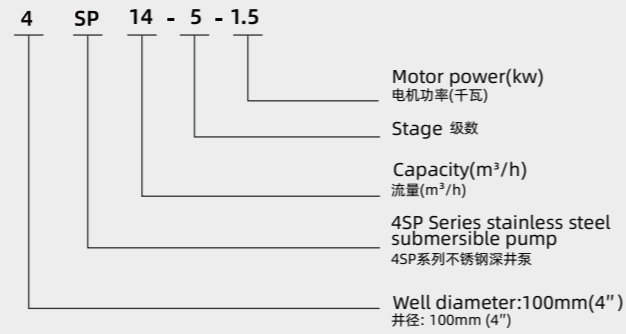 4 SP 14 - 5 - 1.5
Motor power(kw)
电机功率(千瓦)
Stage 级数
Capacity(m³/h)
流量(m³/h)
4SP Series stainless steel
submersible pump
4SP系列不锈钢深井泵
Well diameter:100mm(4")
井径: 100mm (4")